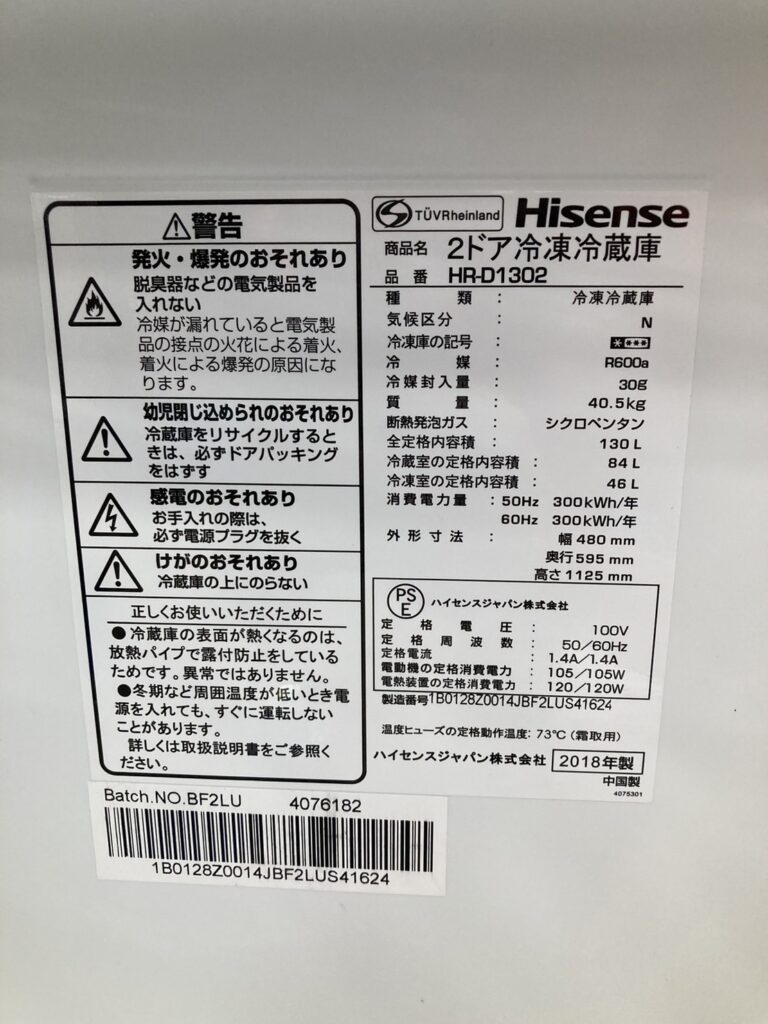 警告
発火・爆発のおそれあり
脱臭器などの電気製品を
入れない
冷媒が漏れていると電気製
品の接点の火花による着火、
着火による爆発の原因にな
ります。
幼児閉じ込められのおそれあり
冷蔵庫をリサイクルすると
きは、必ずドアパッキング
をはずす
感電のおそれあり
お手入れの際は、
必ず電源プラグを抜く
けがのおそれあり
冷蔵庫の上にのらない
正しくお使いいただくために
●冷蔵庫の表面が熱くなるのは、
放熱パイプで露付防止をしている
ためです。異常ではありません。
●冬期など周囲温度が低いとき電
源を入れても、すぐに運転しない
ことがあります。
詳しくは取扱説明書をご参照く
ださい。
TÜVRheinland Hisense
商品名 2ドア冷凍冷蔵庫
品番 HR-D1302
種類 : 冷凍冷蔵庫
気候区分 : N
冷凍庫の記号 : ****
冷媒 : R600a
冷媒封入量 : 30g
質量 : 40.5kg
断熱発泡ガス : シクロペンタン
全定格内容積 : 130 L
冷蔵室の定格内容積 : 84 L
冷凍室の定格内容積 : 46 L
消費電力量 : 50Hz 300kWh/年
60Hz 300kWh/年
外形寸法 : 幅 480 mm
奥行 595 mm
高さ 1125 mm
PS
E
ハイセンスジャパン株式会社
定格電圧 : 100V
定格周波数 : 50/60Hz
定格電流 : 1.4A/1.4A
電動機の定格消費電力 : 105/105W
電熱装置の定格消費電力 : 120/120W
製造番号 1B0128Z0014JBF2LUS41624
温度ヒューズの定格動作温度: 73℃(霜取用)
ハイセンスジャパン株式会社 2018年製
中国製
4075301
Batch.NO.BF2LU 4076182
1B0128Z0014JBF2LUS41624